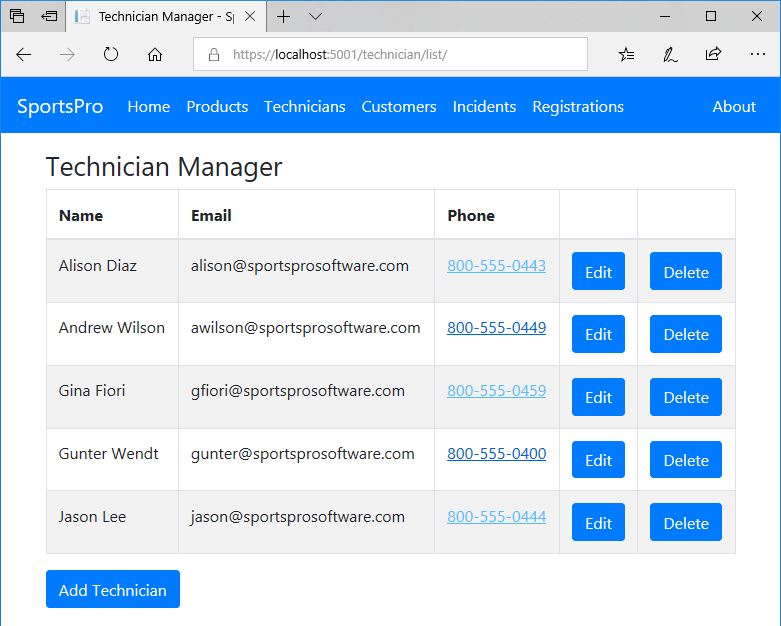 Technician Manager - Sp
https://localhost:5001/technician/list/
SportsPro Home Products Technicians Customers Incidents Registrations About
Technician Manager
Name Email Phone
Alison Diaz alison@sportsprosoftware.com 800-555-0443 Edit Delete
Andrew Wilson awilson@sportsprosoftware.com 800-555-0449 Edit Delete
Gina Fiori gfiori@sportsprosoftware.com 800-555-0459 Edit Delete
Gunter Wendt gunter@sportsprosoftware.com 800-555-0400 Edit Delete
Jason Lee jason@sportsprosoftware.com 800-555-0444 Edit Delete
Add Technician